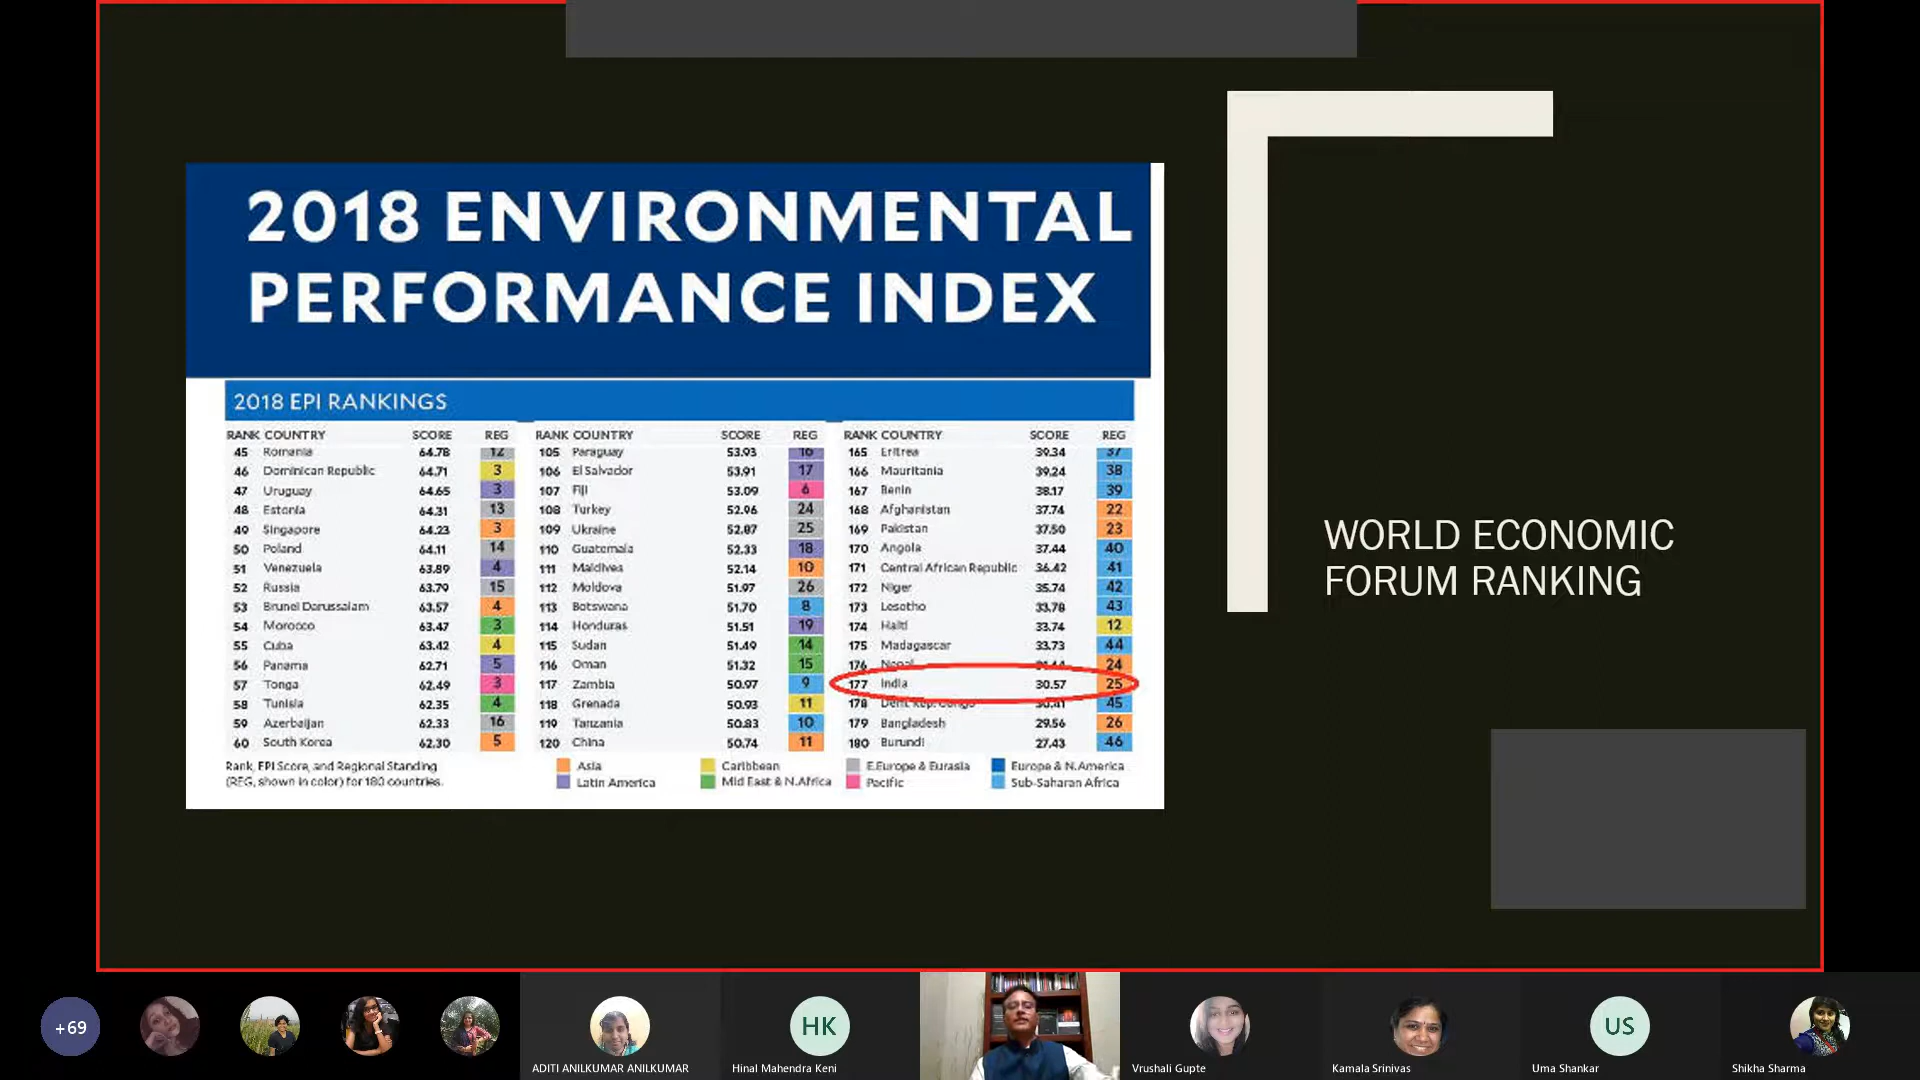 2018 ENVIRONMENTAL
PERFORMANCE INDEX
2018 EPI RANKINGS
RANK COUNTRY SCORE REG RANK COUNTRY SCORE REG RANK COUNTRY SCORE REG
45 Romania 64.78 12 105 Paraguay 53.93 16 165 Eritrea 39.34 37
46 Dominican Republic 64.71 3 106 El Salvador 53.91 17 166 Mauritania 39.24 38
47 Uruguay 64.65 3 107 Fiji 53.09 6 167 Benin 38.17 39
48 Estonia 64.31 13 108 Turkey 52.96 24 168 Afghanistan 37.74 22
49 Singapore 64.23 3 109 Ukraine 52.87 25 169 Pakistan 37.50 23
50 Poland 64.11 14 110 Guatemala 52.33 18 170 Angola 37.44 40
51 Venezuela 63.89 4 111 Maldives 52.14 10 171 Central African Republic 36.42 41
52 Russia 63.79 15 112 Moldova 51.97 26 172 Niger 35.74 42
53 Brunei Darussalam 63.57 4 113 Botswana 51.70 8 173 Lesotho 33.78 43
54 Morocco 63.47 3 114 Honduras 51.51 19 174 Haiti 33.74 12
55 Cuba 63.42 4 115 Sudan 51.49 14 175 Madagascar 33.73 44
56 Panama 62.71 5 116 Oman 51.32 15 176 Nepal 24
57 Tonga 62.49 3 117 Zambia 50.97 9 177 India 30.57 25
58 Tunisia 62.35 4 118 Grenada 50.93 11 178 Dem. Rep. Congo 30.41 45
59 Azerbaijan 62.33 16 119 Tanzania 50.83 10 179 Bangladesh 29.56 26
60 South Korea 62.30 5 120 China 50.74 11 180 Burundi 27.43 46
Rank, EPI Score, and Regional Standing
(REG, shown in color) for 180 countries.
Asia Caribbean E.Europe & Eurasia Europe & N.America
Latin America Mid East & N.Africa Pacific Sub-Saharan Africa
WORLD ECONOMIC
FORUM RANKING
+69
HK
US
ADITI ANILKUMAR ANILKUMAR
Hinal Mahendra Keni
Vrushali Gupte
Kamala Srinivas
Uma Shankar
Shikha Sharma